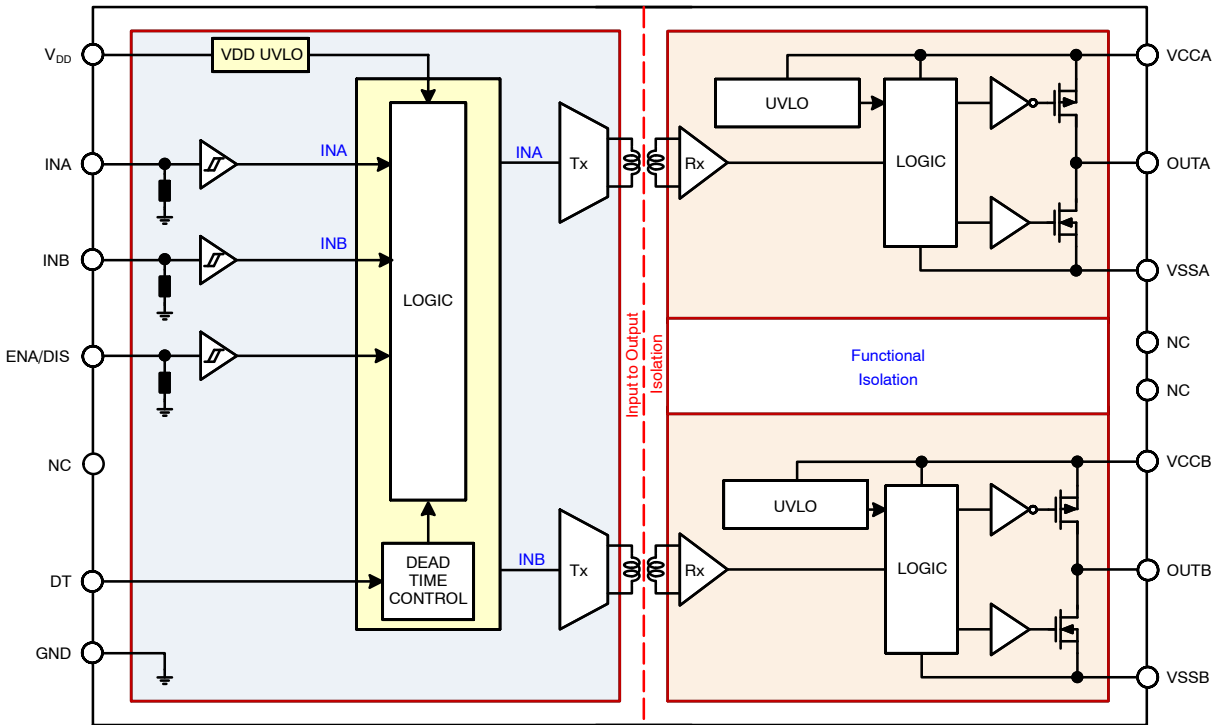 VDD
VDD UVLO
INA
INA
INA
Tx
INB
INB
LOGIC
ENA/DIS
NC
DT
DEAD
TIME
CONTROL
INB
Tx
GND
Input to Output
Isolation
UVLO
LOGIC
Rx
VCCA
OUTA
VSSA
Functional
Isolation
NC
NC
UVLO
LOGIC
Rx
VCCB
OUTB
VSSB